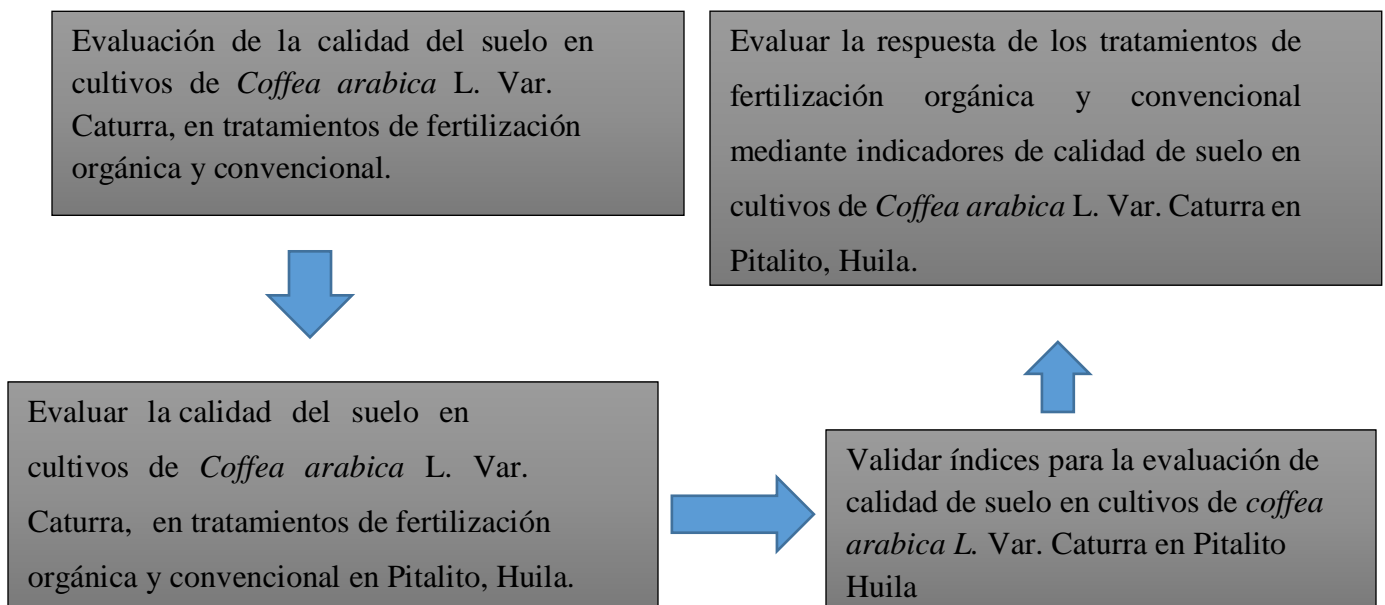 Evaluación de la calidad del suelo en
cultivos de Coffea arabica L. Var.
Caturra, en tratamientos de fertilización
orgánica y convencional.
Evaluar la calidad del suelo en
cultivos de Coffea arabica L. Var.
Caturra, en tratamientos de fertilización
orgánica y convencional en Pitalito, Huila.
Validar índices para la evaluación de
calidad de suelo en cultivos de coffea
arabica L. Var. Caturra en Pitalito
Huila
Evaluar la respuesta de los tratamientos de
fertilización orgánica y convencional
mediante indicadores de calidad de suelo en
cultivos de Coffea arabica L. Var. Caturra en
Pitalito, Huila.